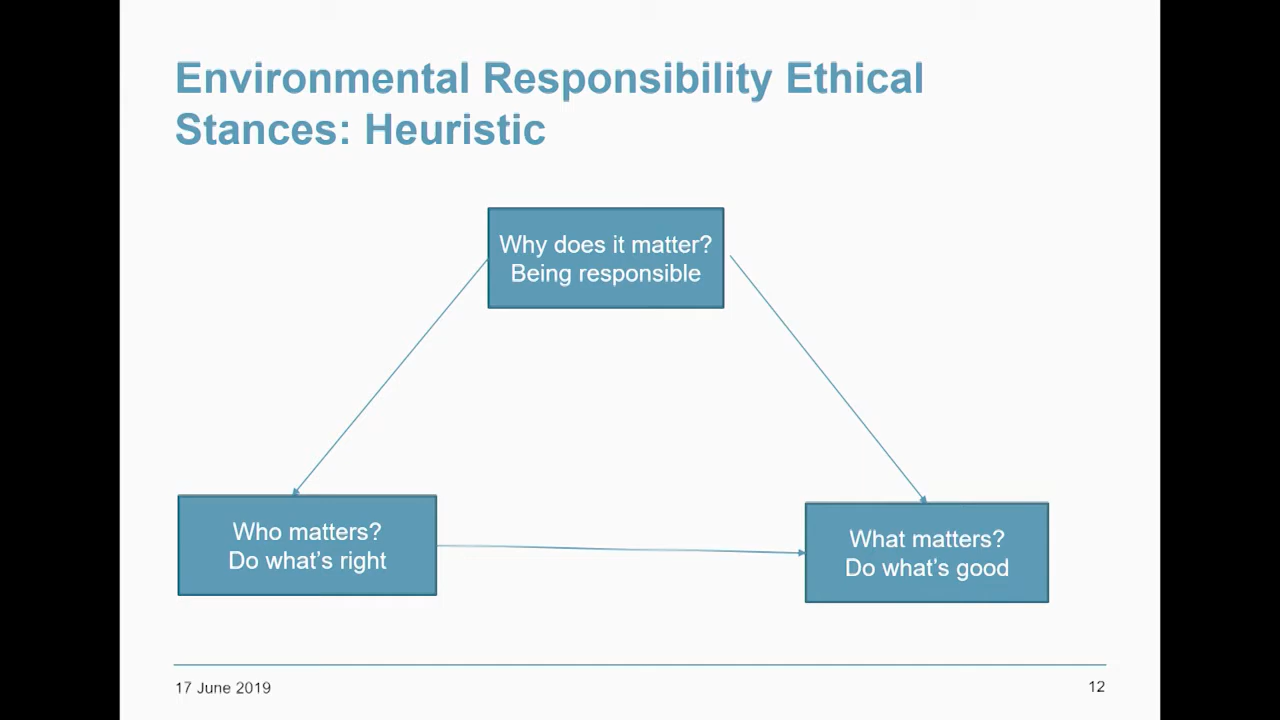 Environmental Responsibility Ethical
Stances: Heuristic
Why does it matter?
Being responsible
Who matters?
Do what’s right
What matters?
Do what’s good
17 June 2019
12